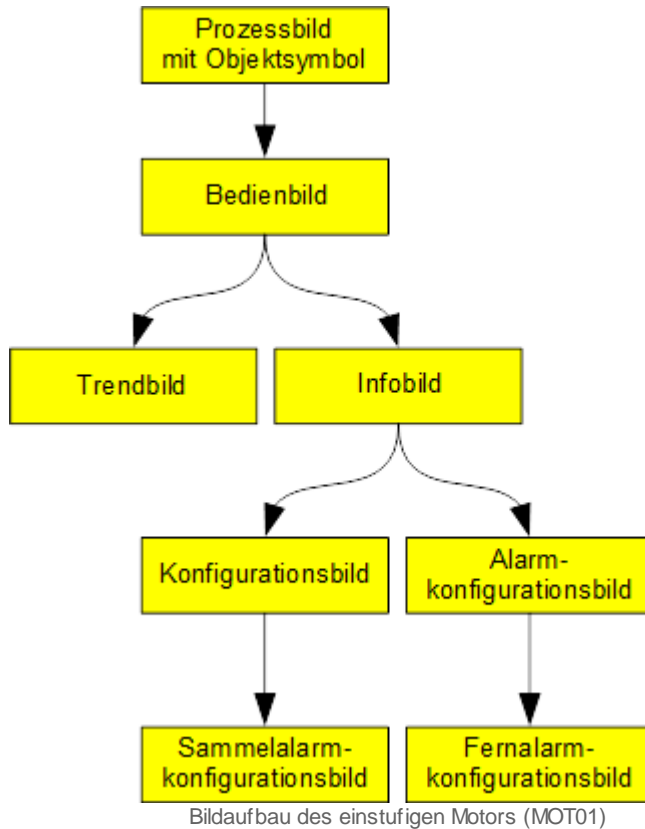 Prozessbild
mit Objektsymbol
Bedienbild
Trendbild
Infobild
Konfigurationsbild
Alarm-
konfigurationsbild
Sammelalarm-
konfigurationsbild
Fernalarm-
konfigurationsbild
Bildaufbau des einstufigen Motors (MOT01)